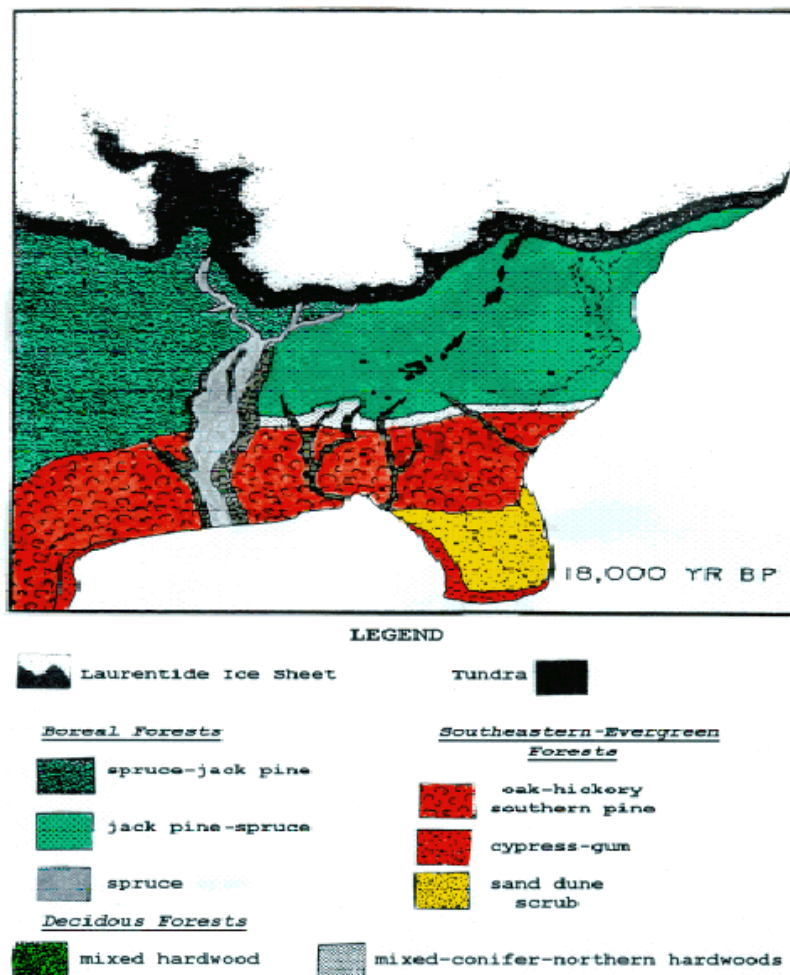 18,000 YR BP
LEGEND
Laurentide Ice Sheet
Tundra
Boreal Forests
spruce-jack pine
jack pine-spruce
spruce
Southeastern-Evergreen
Forests
oak-hickory
southern pine
cypress-gum
sand dune
scrub
Decidous Forests
mixed hardwood
mixed-conifer-northern hardwoods